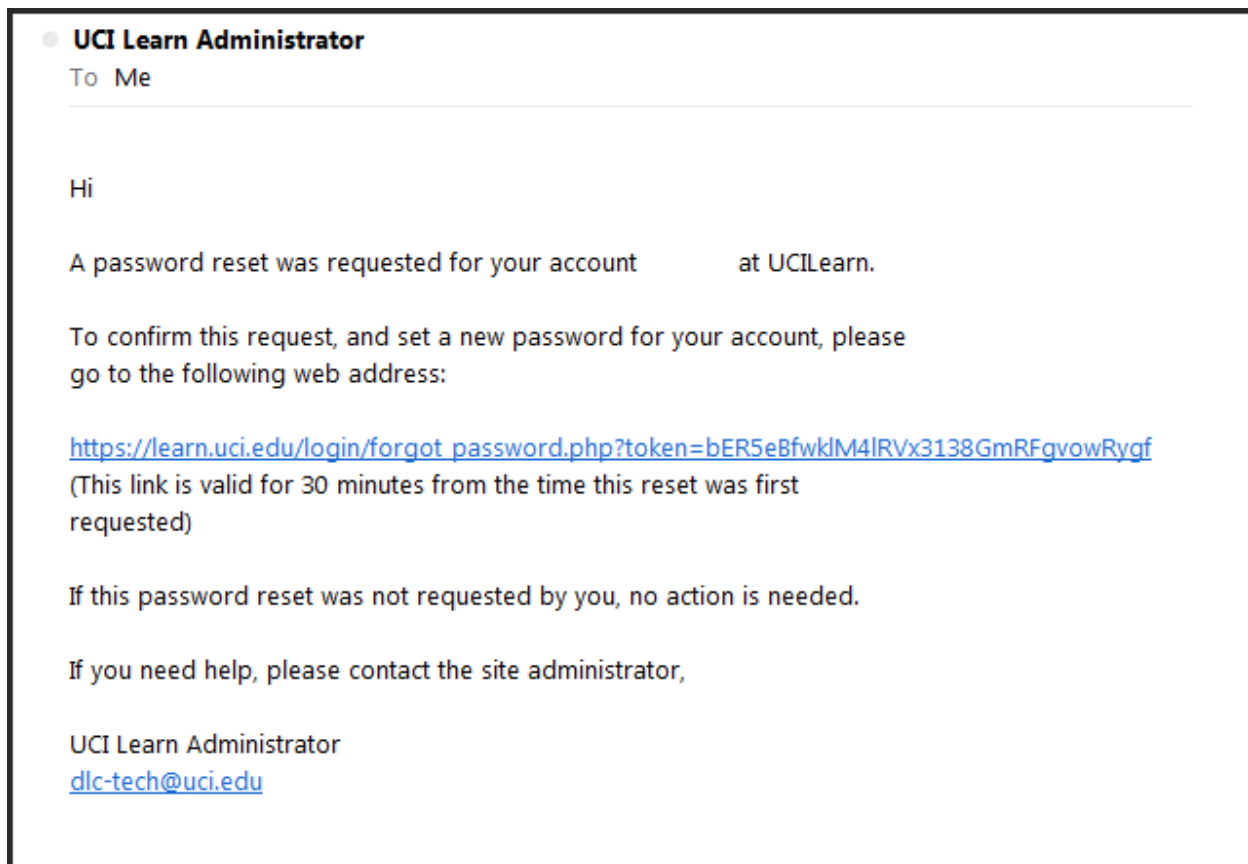 UCI Learn Administrator
To Me
Hi
A password reset was requested for your account at UCILearn.
To confirm this request, and set a new password for your account, please
go to the following web address:
https://learn.uci.edu/login/forgot_password.php?token=bER5eBfwklM4lRVx3138GmRFgvowRygf
(This link is valid for 30 minutes from the time this reset was first
requested)
If this password reset was not requested by you, no action is needed.
If you need help, please contact the site administrator,
UCI Learn Administrator
dlc-tech@uci.edu